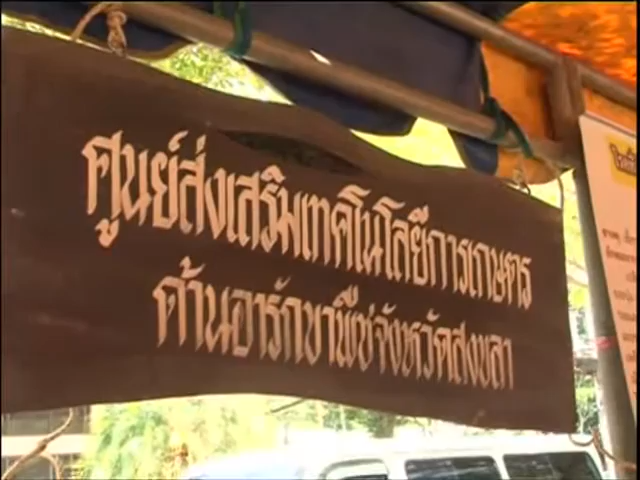 ศูนย์ส่งเสริมเทคโนโลยีการเกษตร
ด้านอารักขาพืชจังหวัดสงขลา